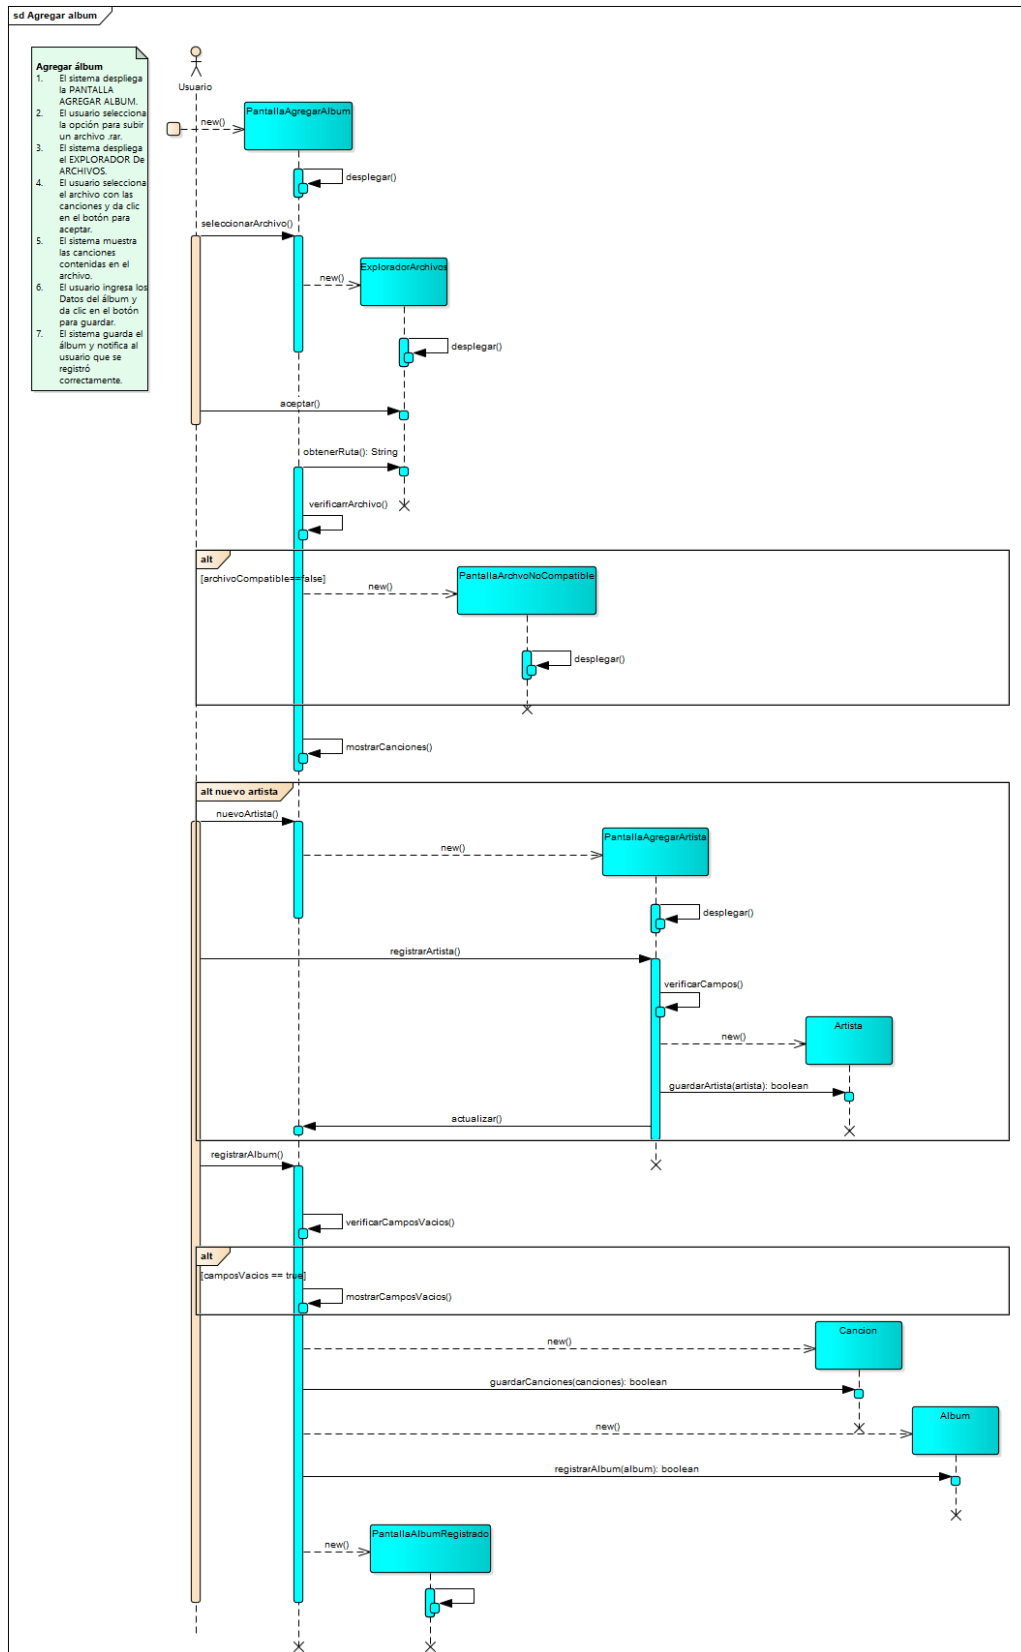 sd Agregar album
Agregar álbum
1. El sistema despliega
la PANTALLA
AGREGAR ALBUM.
2. El usuario selecciona
la opción para subir
un archivo .rar.
3. El sistema despliega
el EXPLORADOR De
ARCHIVOS.
4. El usuario selecciona
el archivo con las
canciones y da clic
en el botón para
aceptar.
5. El sistema muestra
las canciones
contenidas en el
archivo.
6. El usuario ingresa los
Datos del álbum y
da clic en el botón
para guardar.
7. El sistema guarda el
álbum y notifica al
usuario que se
registró
correctamente.
Usuario
PantallaAgregarAlbum
new()
desplegar()
seleccionarArchivo()
ExploradorArchivos
new()
desplegar()
aceptar()
obtenerRuta(): String
verificarrArchivo()
alt
[archivoCompatible==false]
PantallaArchvoNoCompatible
new()
desplegar()
mostrarCanciones()
alt nuevo artista
nuevoArtista()
PantallaAgregarArtista
new()
desplegar()
registrarArtista()
verificarCampos()
Artista
new()
guardarArtista(artista): boolean
actualizar()
registrarAlbum()
verificarCamposVacios()
alt
[camposVacios == true]
mostrarCamposVacios()
Cancion
new()
guardarCanciones(canciones): boolean
Album
new()
registrarAlbum(album): boolean
PantallaAlbumRegistrado
new()